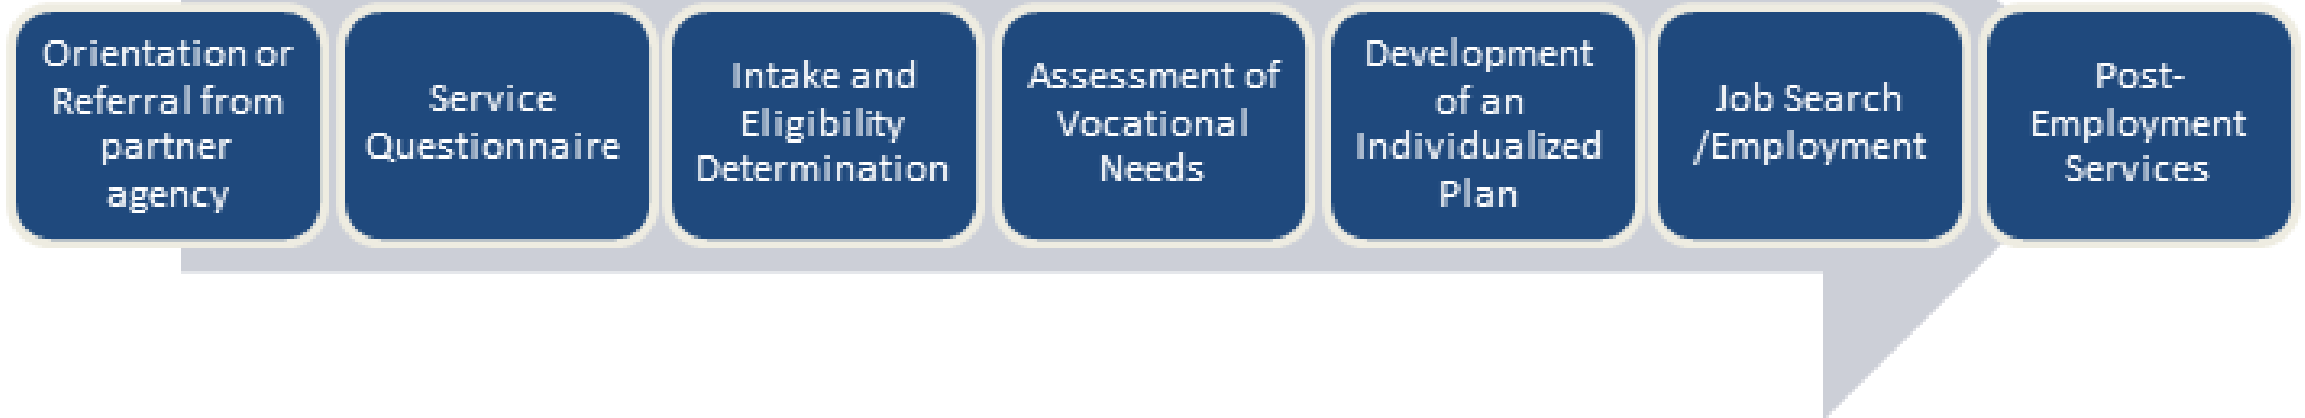 Orientation or
Referral from
partner
agency
Service
Questionnaire
Intake and
Eligibility
Determination
Assessment of
Vocational
Needs
Development
of an
Individualized
Plan
Job Search
/Employment
Post-
Employment
Services